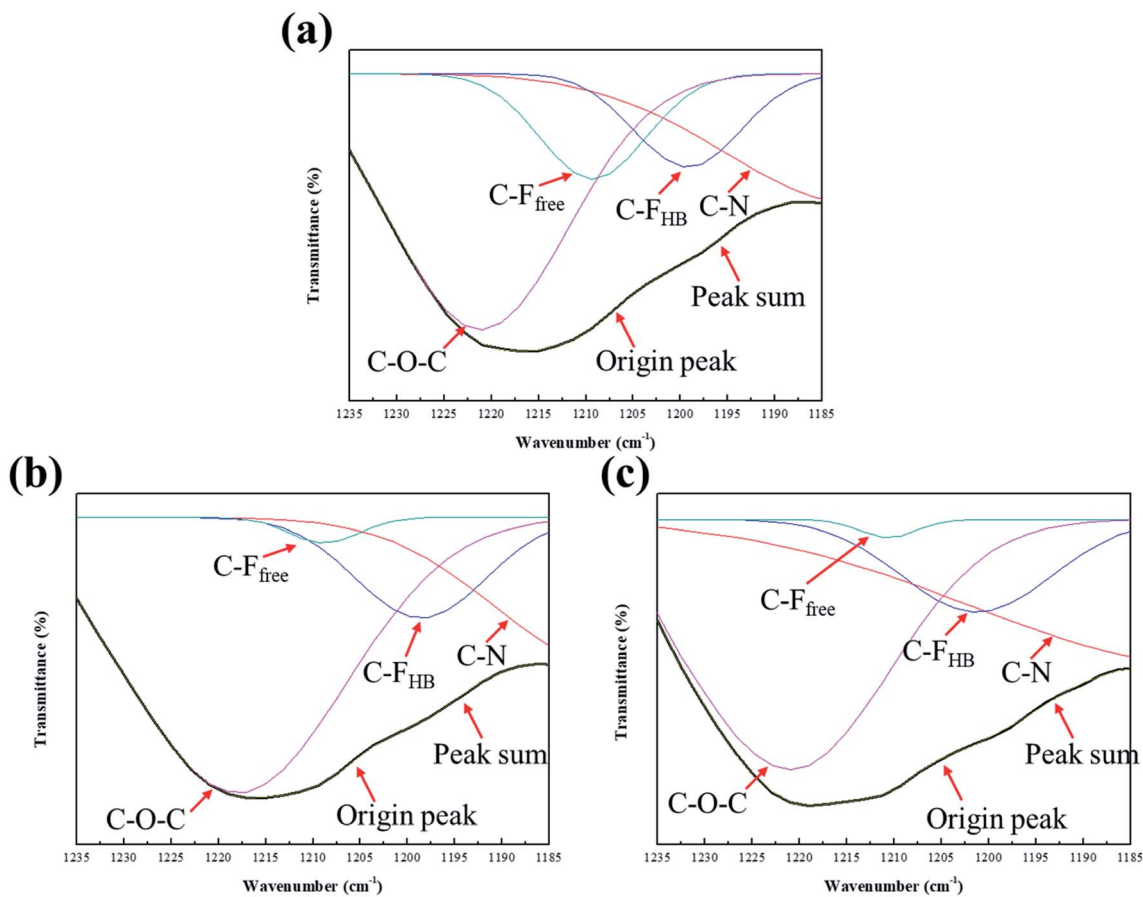 (a)
Transmittance (%)
C-Ffree
C-FHB
C-N
Peak sum
C-O-C
Origin peak
1235 1230 1225 1220 1215 1210 1205 1200 1195 1190 1185
Wavenumber (cm-1)
(b)
Transmittance (%)
C-Ffree
C-FHB
C-N
Peak sum
C-O-C
Origin peak
1235 1230 1225 1220 1215 1210 1205 1200 1195 1190 1185
Wavenumber (cm-1)
(c)
Transmittance (%)
C-Ffree
C-FHB
C-N
Peak sum
C-O-C
Origin peak
1235 1230 1225 1220 1215 1210 1205 1200 1195 1190 1185
Wavenumber (cm-1)